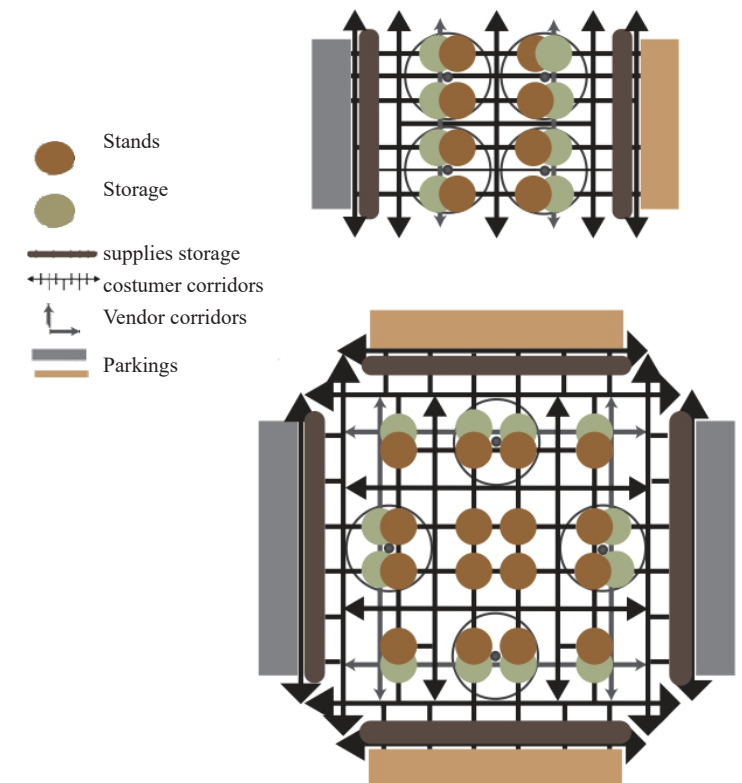 Stands
Storage
supplies storage
costumer corridors
Vendor corridors
Parkings